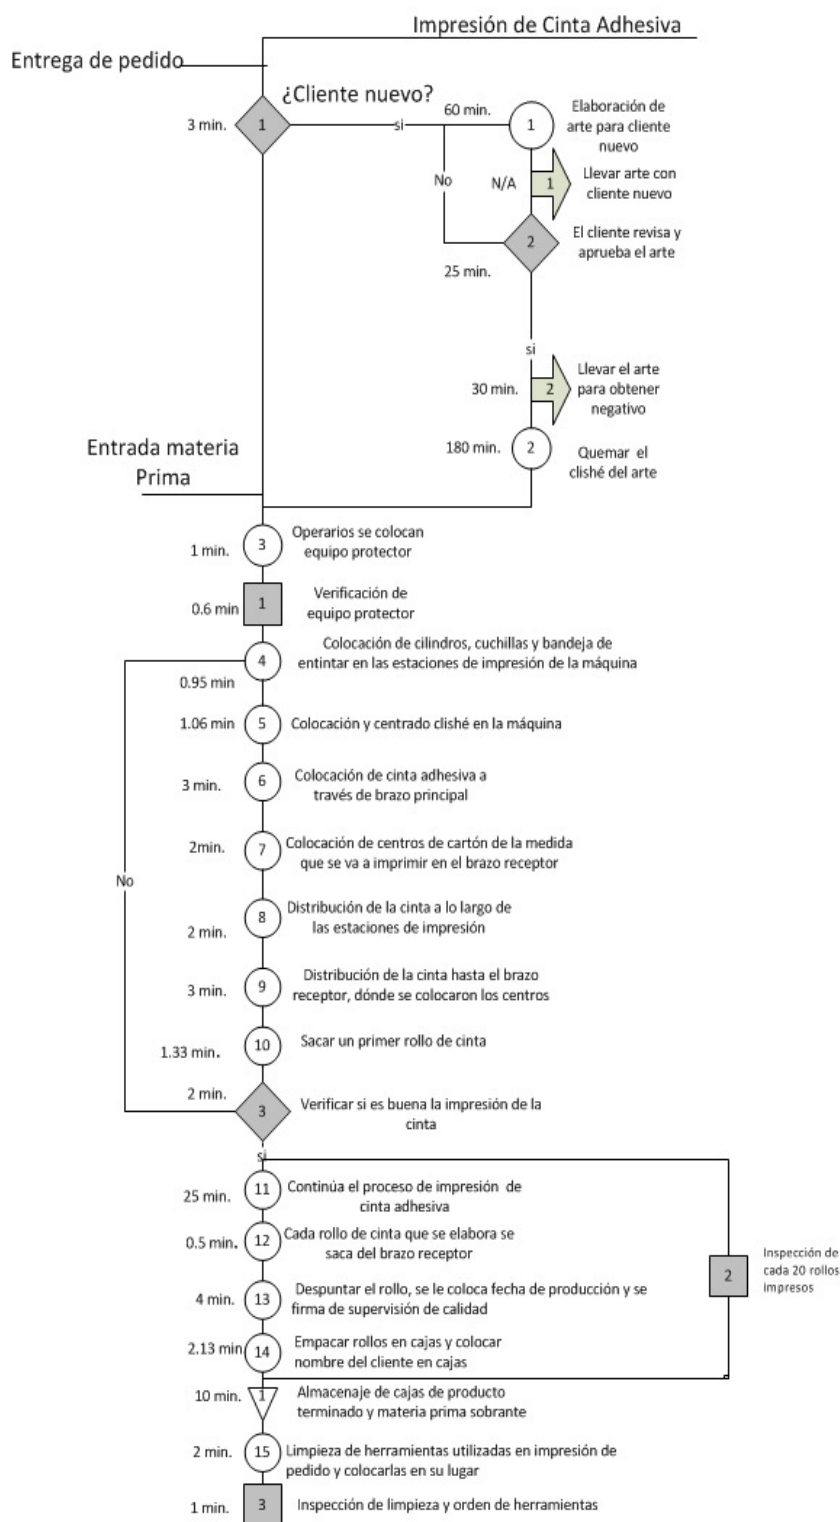 Impresión de Cinta Adhesiva
Entrega de pedido
¿Cliente nuevo?
3 min.
1
si
60 min.
1
Elaboración de
arte para cliente
nuevo
No
N/A
1
Llevar arte con
cliente nuevo
2
El cliente revisa y
aprueba el arte
25 min.
si
30 min.
2
Llevar el arte
para obtener
negativo
180 min.
2
Quemar el
clishé del arte
Entrada materia
Prima
1 min.
3
Operarios se colocan
equipo protector
0.6 min
1
Verificación de
equipo protector
4
Colocación de cilindros, cuchillas y bandeja de
entintar en las estaciones de impresión de la máquina
0.95 min
1.06 min
5
Colocación y centrado clishé en la máquina
3 min.
6
Colocación de cinta adhesiva a
través de brazo principal
2min.
7
Colocación de centros de cartón de la medida
que se va a imprimir en el brazo receptor
No
2 min.
8
Distribución de la cinta a lo largo de
las estaciones de impresión
3 min.
9
Distribución de la cinta hasta el brazo
receptor, dónde se colocaron los centros
1.33 min.
10
Sacar un primer rollo de cinta
2 min.
3
Verificar si es buena la impresión de la
cinta
si
25 min.
11
Continúa el proceso de impresión de
cinta adhesiva
0.5 min.
12
Cada rollo de cinta que se elabora se
saca del brazo receptor
2
Inspección de
cada 20 rollos
impresos
4 min.
13
Despuntar el rollo, se le coloca fecha de producción y se
firma de supervisión de calidad
2.13 min
14
Empacar rollos en cajas y colocar
nombre del cliente en cajas
10 min.
1
Almacenaje de cajas de producto
terminado y materia prima sobrante
2 min.
15
Limpieza de herramientas utilizadas en impresión de
pedido y colocarlas en su lugar
1 min.
3
Inspección de limpieza y orden de herramientas